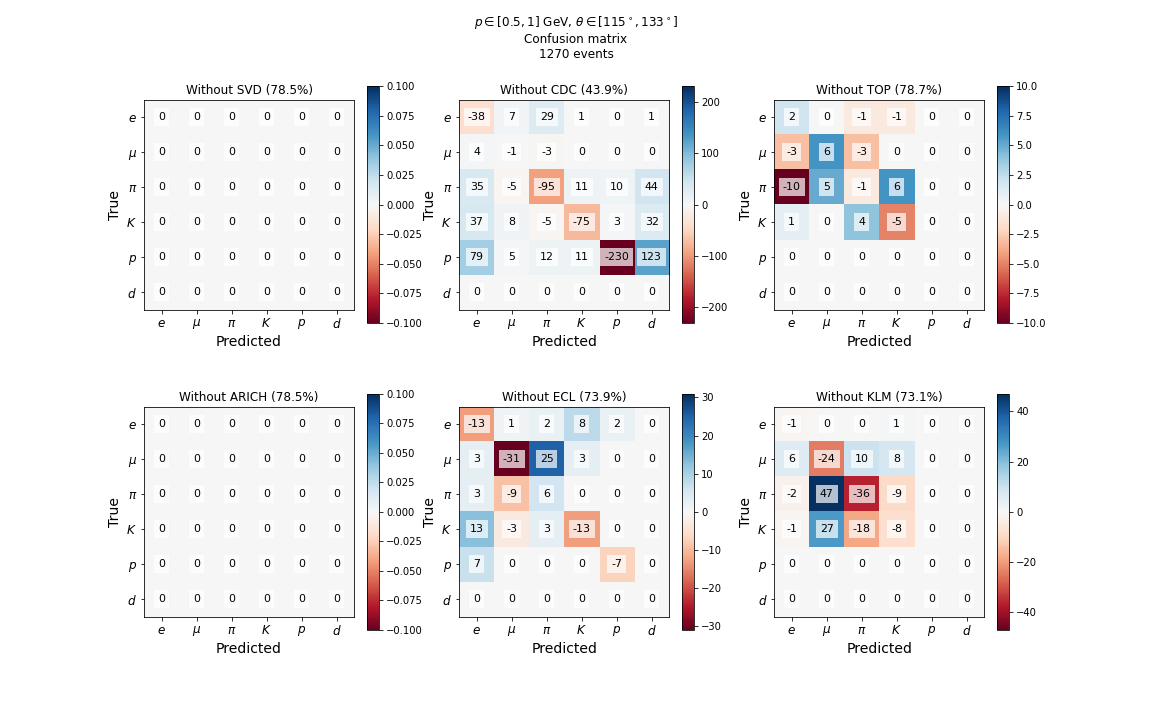 p ∈ [0.5, 1] GeV, θ ∈ [115°, 133°]
Confusion matrix
1270 events
Without SVD (78.5%)
True
e 0 0 0 0 0 0
μ 0 0 0 0 0 0
π 0 0 0 0 0 0
K 0 0 0 0 0 0
p 0 0 0 0 0 0
d 0 0 0 0 0 0
e μ π K p d
Predicted
0.100
0.075
0.050
0.025
0.000
−0.025
−0.050
−0.075
−0.100
Without CDC (43.9%)
True
e -38 7 29 1 0 1
μ 4 -1 -3 0 0 0
π 35 -5 -95 11 10 44
K 37 8 -5 -75 3 32
p 79 5 12 11 -230 123
d 0 0 0 0 0 0
e μ π K p d
Predicted
200
100
0
−100
−200
Without TOP (78.7%)
True
e 2 0 -1 -1 0 0
μ -3 6 -3 0 0 0
π -10 5 -1 6 0 0
K 1 0 4 -5 0 0
p 0 0 0 0 0 0
d 0 0 0 0 0 0
e μ π K p d
Predicted
10.0
7.5
5.0
2.5
0.0
−2.5
−5.0
−7.5
−10.0
Without ARICH (78.5%)
True
e 0 0 0 0 0 0
μ 0 0 0 0 0 0
π 0 0 0 0 0 0
K 0 0 0 0 0 0
p 0 0 0 0 0 0
d 0 0 0 0 0 0
e μ π K p d
Predicted
0.100
0.075
0.050
0.025
0.000
−0.025
−0.050
−0.075
−0.100
Without ECL (73.9%)
True
e -13 1 2 8 2 0
μ 3 -31 25 3 0 0
π 3 -9 6 0 0 0
K 13 -3 3 -13 0 0
p 7 0 0 0 -7 0
d 0 0 0 0 0 0
e μ π K p d
Predicted
30
20
10
0
−10
−20
−30
Without KLM (73.1%)
True
e -1 0 0 1 0 0
μ 6 -24 10 8 0 0
π -2 47 -36 -9 0 0
K -1 27 -18 -8 0 0
p 0 0 0 0 0 0
d 0 0 0 0 0 0
e μ π K p d
Predicted
40
20
0
−20
−40